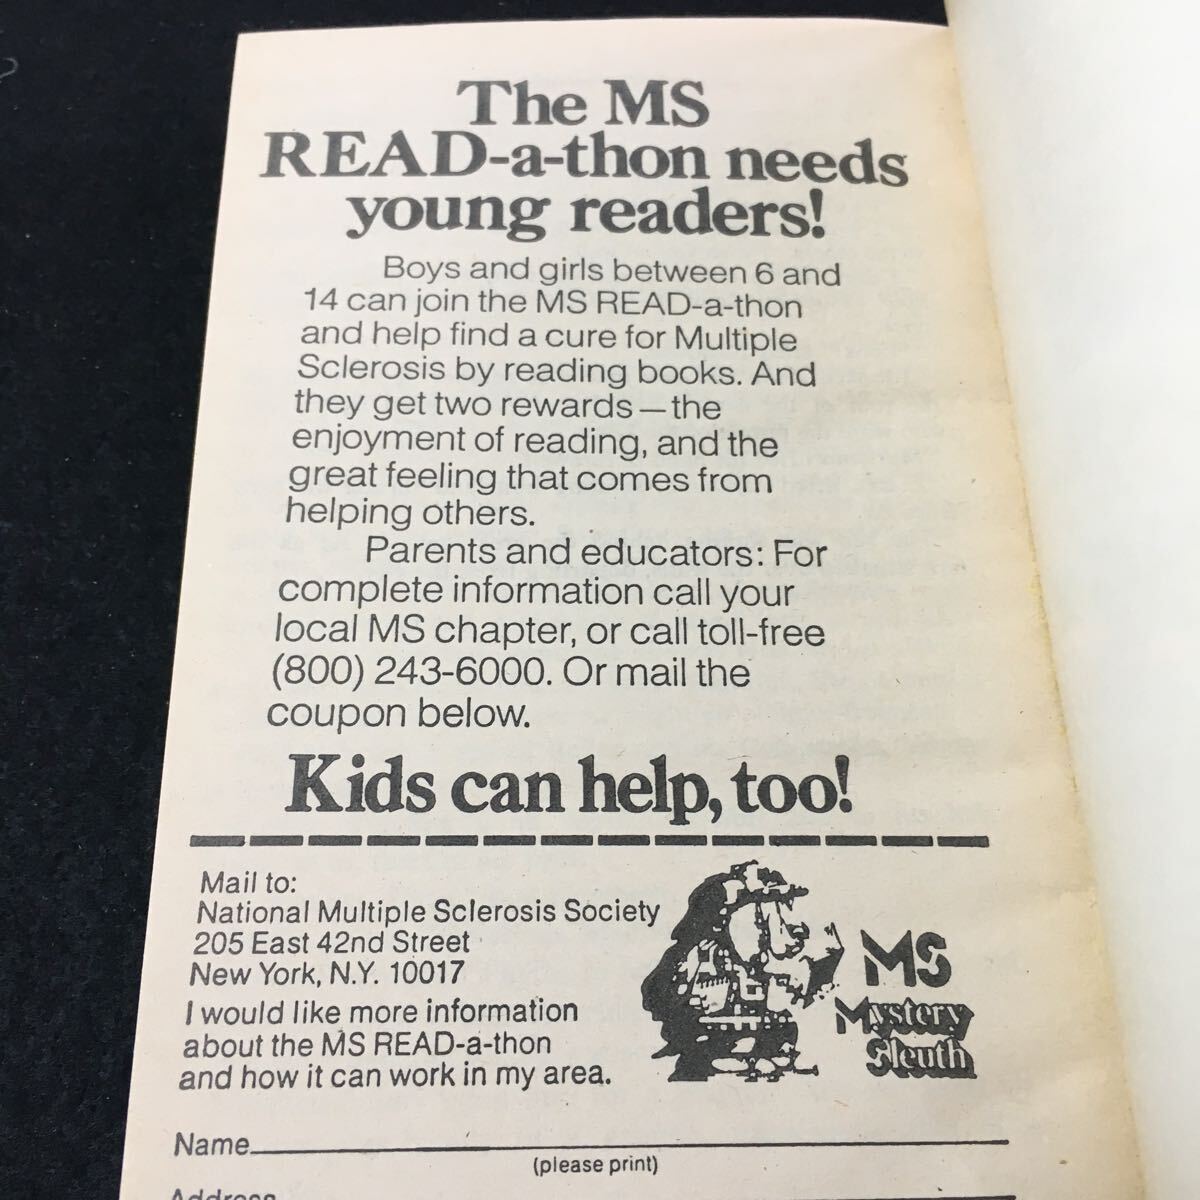 The MS
READ-a-thon needs
young readers!
Boys and girls between 6 and
14 can join the MS READ-a-thon
and help find a cure for Multiple
Sclerosis by reading books. And
they get two rewards — the
enjoyment of reading, and the
great feeling that comes from
helping others.
Parents and educators: For
complete information call your
local MS chapter, or call toll-free
(800) 243-6000. Or mail the
coupon below.
Kids can help, too!
Mail to:
National Multiple Sclerosis Society
205 East 42nd Street
New York, N.Y. 10017
I would like more information
about the MS READ-a-thon
and how it can work in my area.
MS
Mystery
Sleuth
Name
(please print)
Address